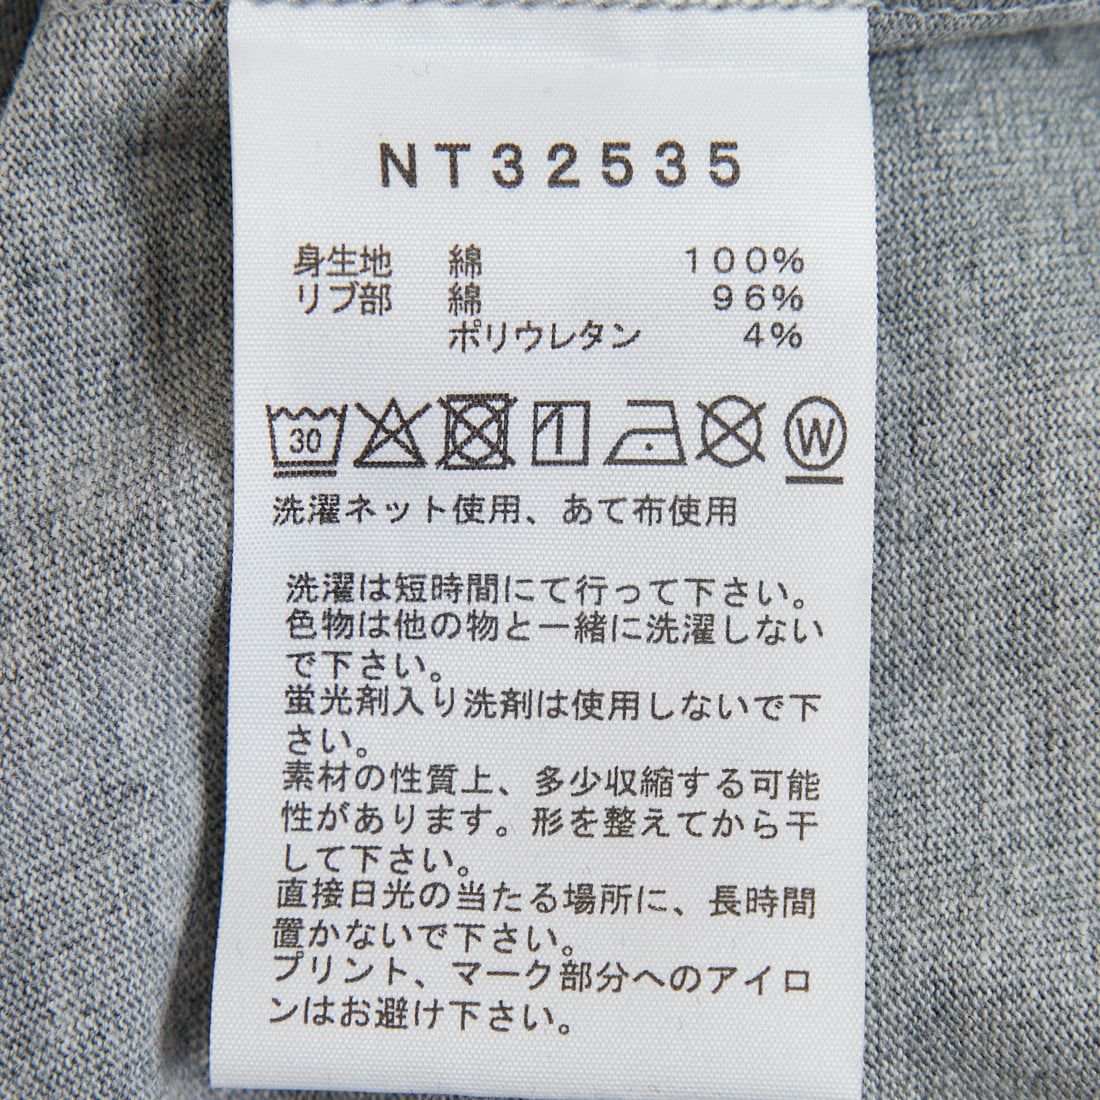 NT32535
身生地 綿 100%
リブ部 綿 96%
ポリウレタン 4%
30 W
洗濯ネット使用、あて布使用
洗濯は短時間にて行って下さい。
色物は他の物と一緒に洗濯しない
で下さい。
蛍光剤入り洗剤は使用しないで下
さい。
素材の性質上、多少収縮する可能
性があります。形を整えてから干
して下さい。
直接日光の当たる場所に、長時間
置かないで下さい。
プリント、マーク部分へのアイロ
ンはお避け下さい。